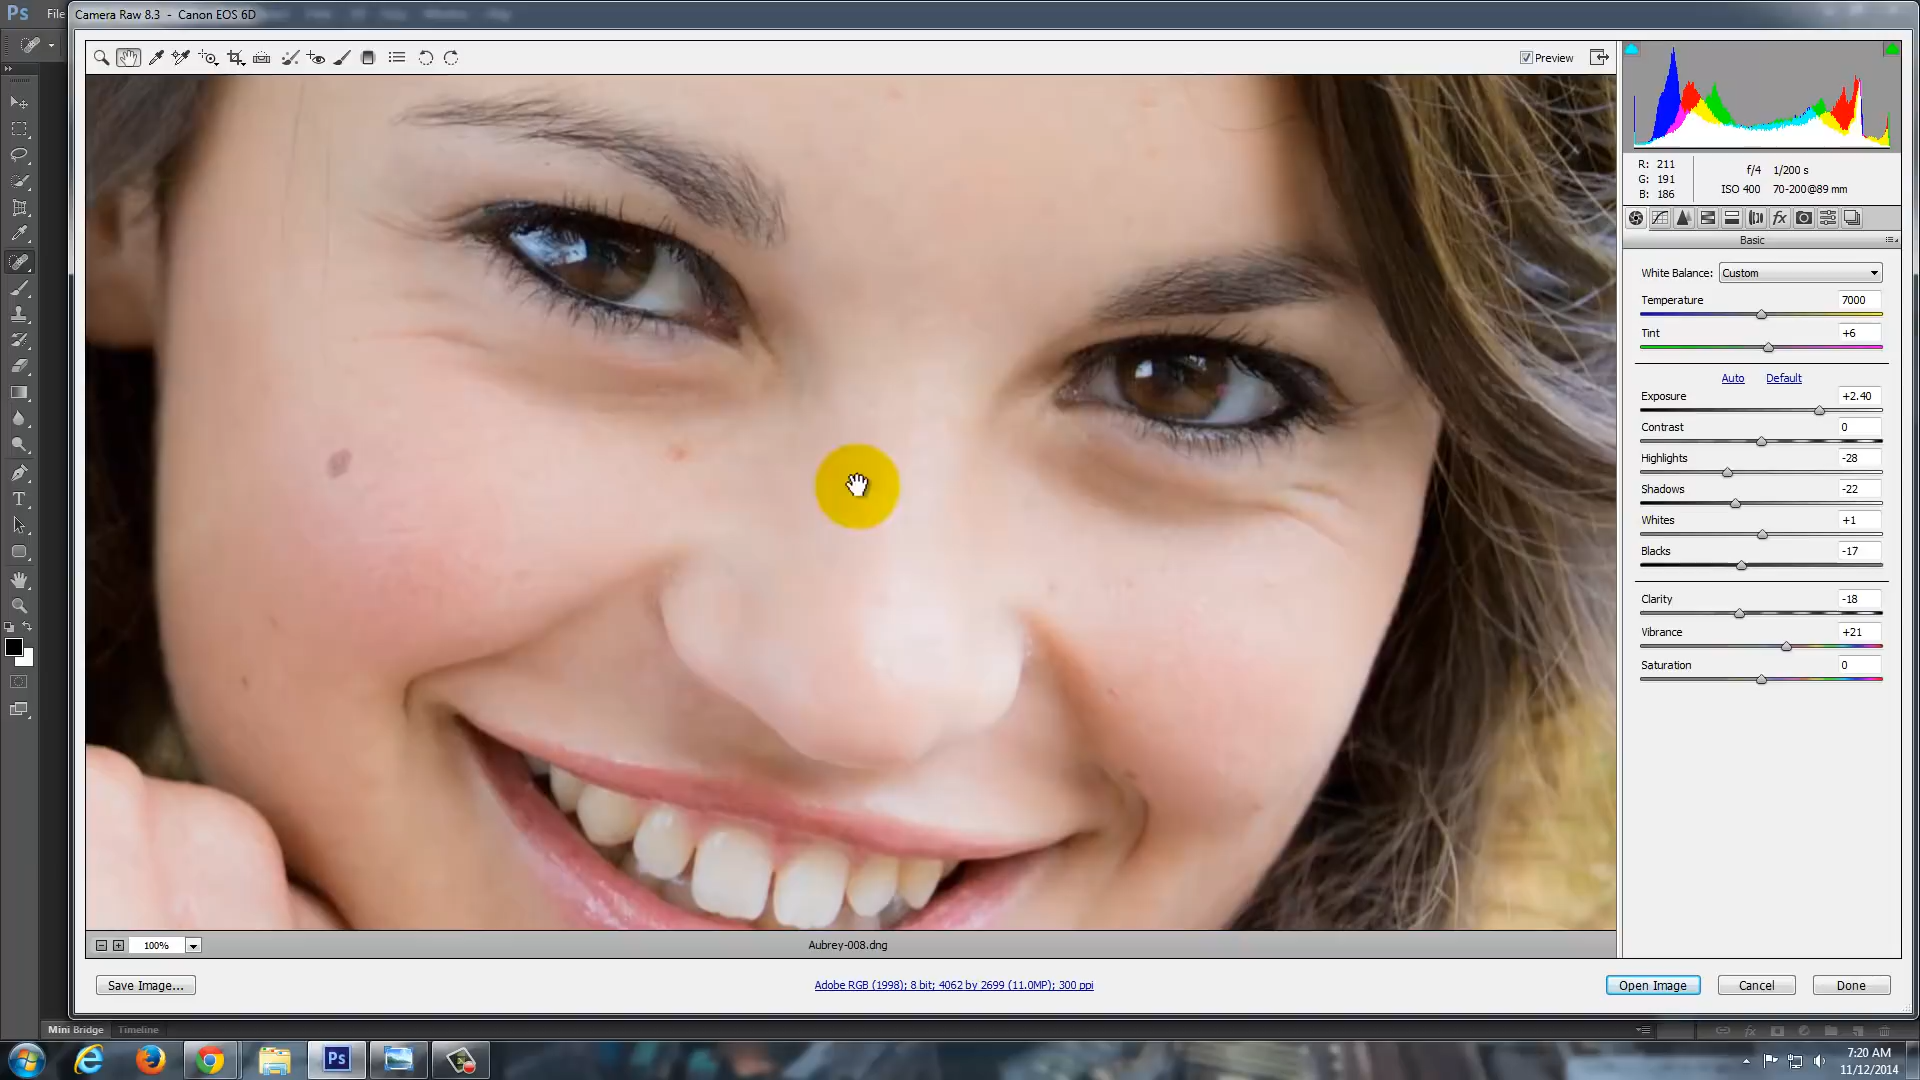 Ps File
Camera Raw 8.3 - Canon EOS 6D
Preview
R: 211
G: 191
B: 186
f/4 1/200 s
ISO 400 70-200@89 mm
Basic
White Balance: Custom
Temperature 7000
Tint +6
Auto Default
Exposure +2.40
Contrast 0
Highlights -28
Shadows -22
Whites +1
Blacks -17
Clarity -18
Vibrance +21
Saturation 0
100%
Aubrey-008.dng
Save Image...
Adobe RGB (1998); 8 bit; 4062 by 2699 (11.0MP); 300 ppi
Open Image Cancel Done
Mini Bridge Timeline
Ps
7:20 AM
11/12/2014